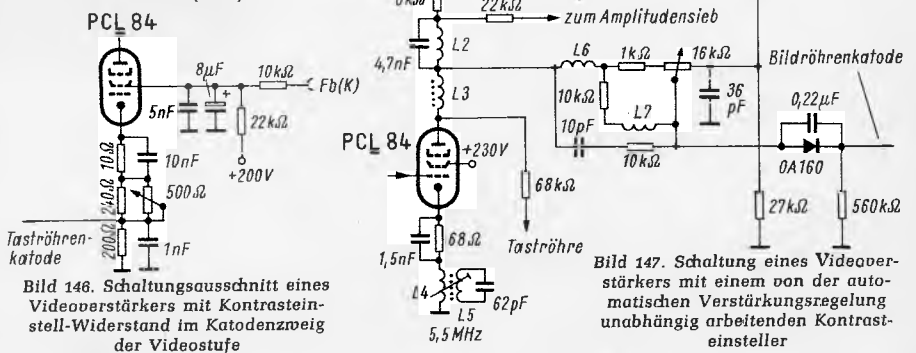 PCL 84
8µF
+
10kΩ
Fb(K)
5nF
22kΩ
+200V
10Ω
10nF
240Ω
500Ω
200Ω
1nF
Taströhren-
katode
Bild 146. Schaltungsausschnitt eines
Videoverstärkers mit Kontrastein-
stell-Widerstand im Katodenzweig
der Videostufe
22kΩ
zum Amplitudensieb
L2
4,7nF
L3
PCL 84
+230V
68kΩ
Taströhre
1,5nF
68Ω
L4
L5
62pF
5,5MHz
L6
1kΩ
16kΩ
10kΩ
L7
36
pF
10pF
10kΩ
Bildröhrenkatode
0,22µF
OA160
27kΩ
560kΩ
Bild 147. Schaltung eines Videover-
stärkers mit einem von der auto-
matischen Verstärkungsregelung
unabhängig arbeitenden Kontrast-
einsteller